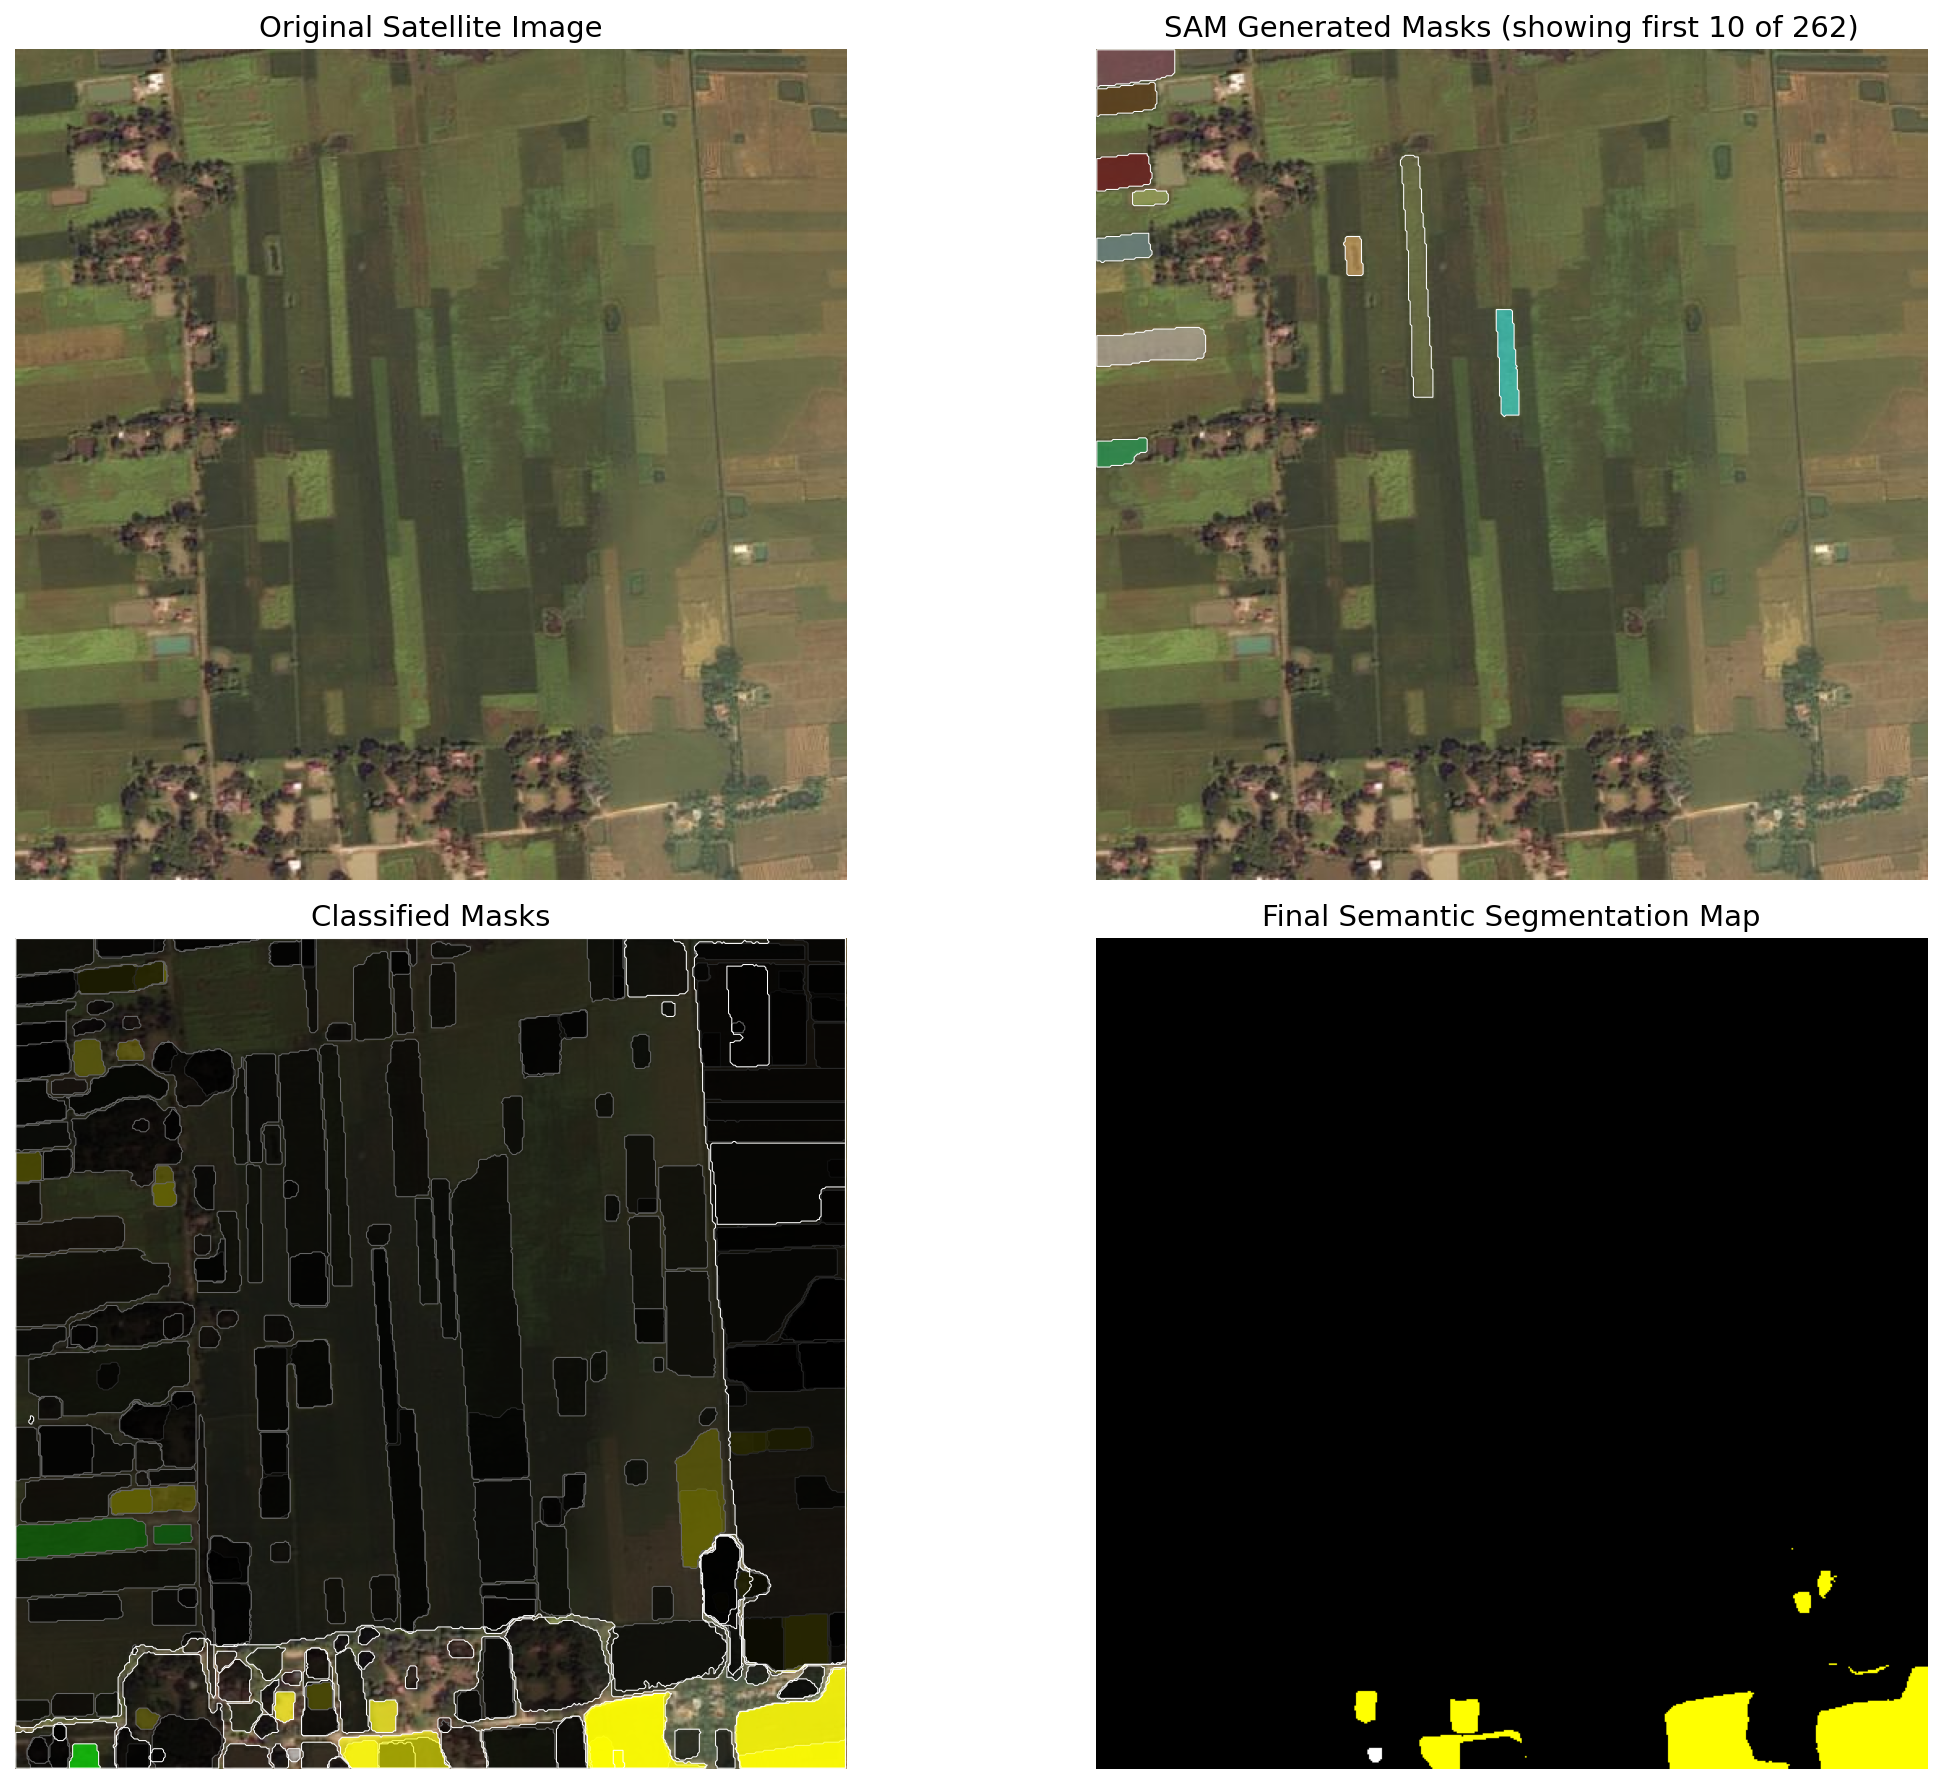 Original Satellite Image
SAM Generated Masks (showing first 10 of 262)
Classified Masks
Final Semantic Segmentation Map